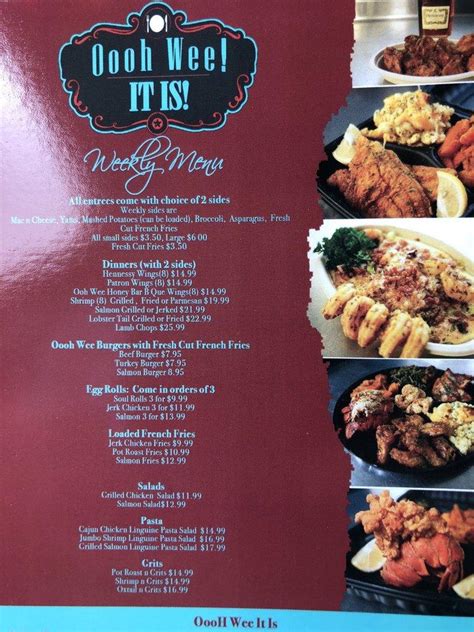 Oooh Wee!
IT IS!
Weekly Menu
All entrees come with choice of 2 sides
Weekly sides are
Mac n Cheese, Yams, Mashed Potatoes (can be loaded), Broccoli, Asparagus, Fresh
Cut French Fries
All small sides $3.50, Large $6 00
Fresh Cut Fries $3.50
Dinners (with 2 sides)
Hennessy Wings(8) $14.99
Patron Wings(8) $14.99
Ooh Wee Honey Bar B Que Wings(8) $14.99
Shrimp (8) Grilled , Fried or Parmesan $19.99
Salmon Grilled or Jerked $21.99
Lobster Tail Grilled or Fried $22.99
Lamb Chops $25.99
Oooh Wee Burgers with Fresh Cut French Fries
Beef Burger $7.95
Turkey Burger $7.95
Salmon Burger 8.95
Egg Rolls: Come in orders of 3
Soul Rolls 3 for $9.99
Jerk Chicken 3 for $11.99
Salmon 3 for $13.99
Loaded French Fries
Jerk Chicken Fries $9.99
Pot Roast Fries $10.99
Salmon Fries $12.99
Salads
Grilled Chicken Salad $11.99
Salmon Salad$12.99
Pasta
Cajun Chicken Linguine Pasta Salad $14.99
Jumbo Shrimp Linguine Pasta Salad $16.99
Grilled Salmon Linguine Pasta Salad $17.99
Grits
Pot Roast n Grits $14.99
Shrimp n Grits $14.99
Oxtail n Grits $16.99
OooH Wee It Is